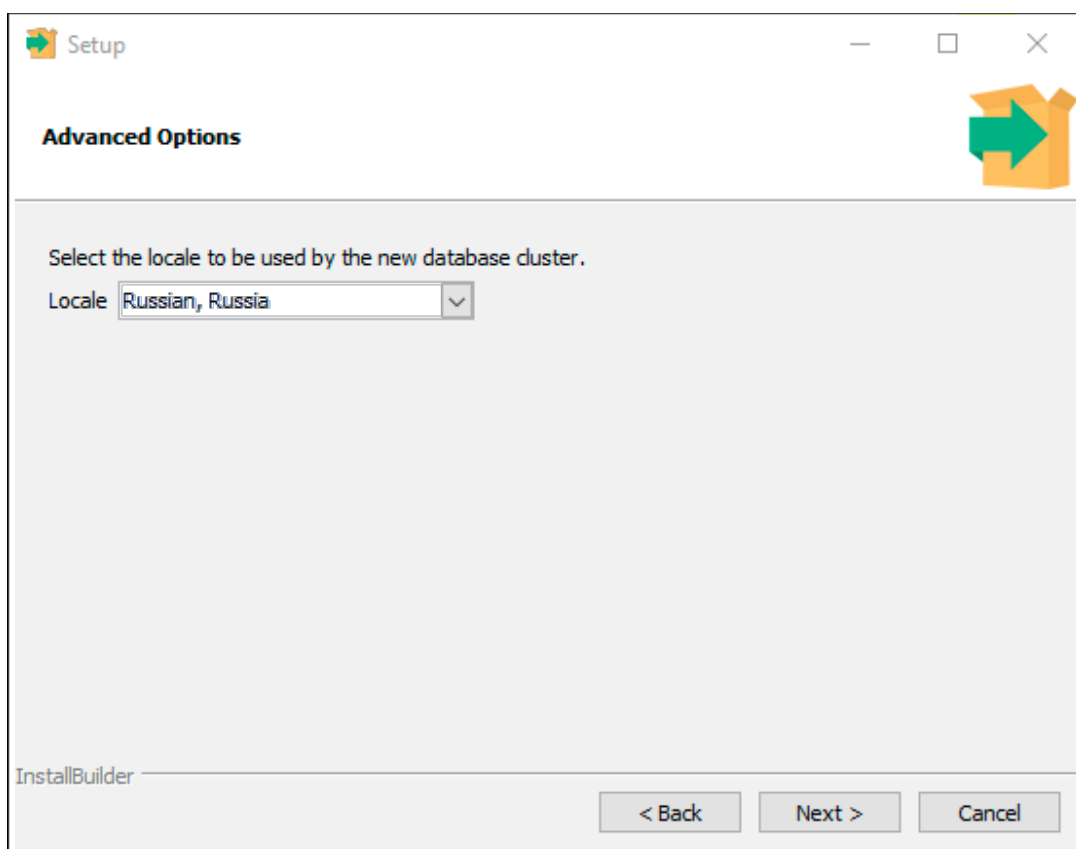 Setup
Advanced Options
Select the locale to be used by the new database cluster.
Locale Russian, Russia
InstallBuilder
< Back Next > Cancel